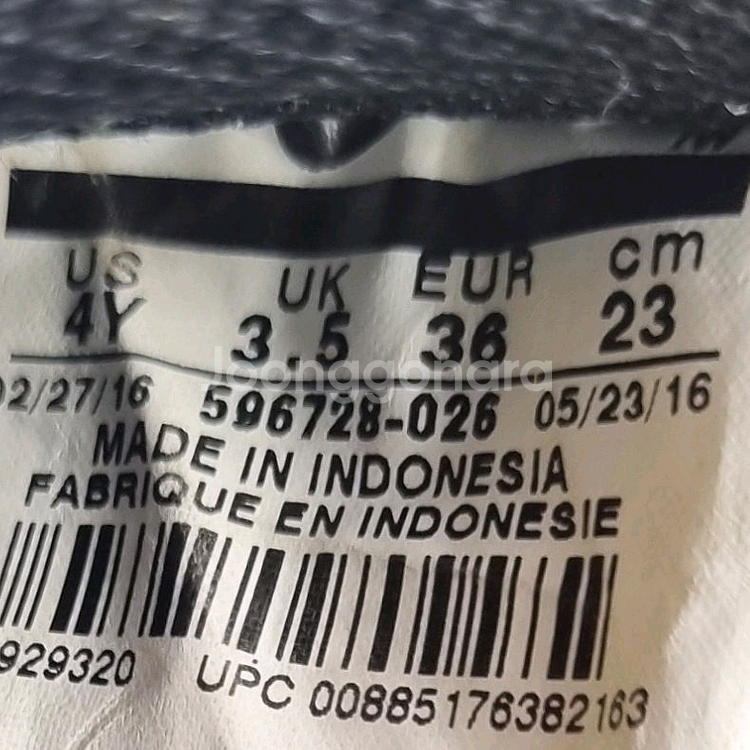 US UK EUR cm
4Y 3.5 36 23
joonggonara
02/27/16 596728-026 05/23/16
MADE IN INDONESIA
FABRIQUE EN INDONESIE
929320 UPC 00885176382163